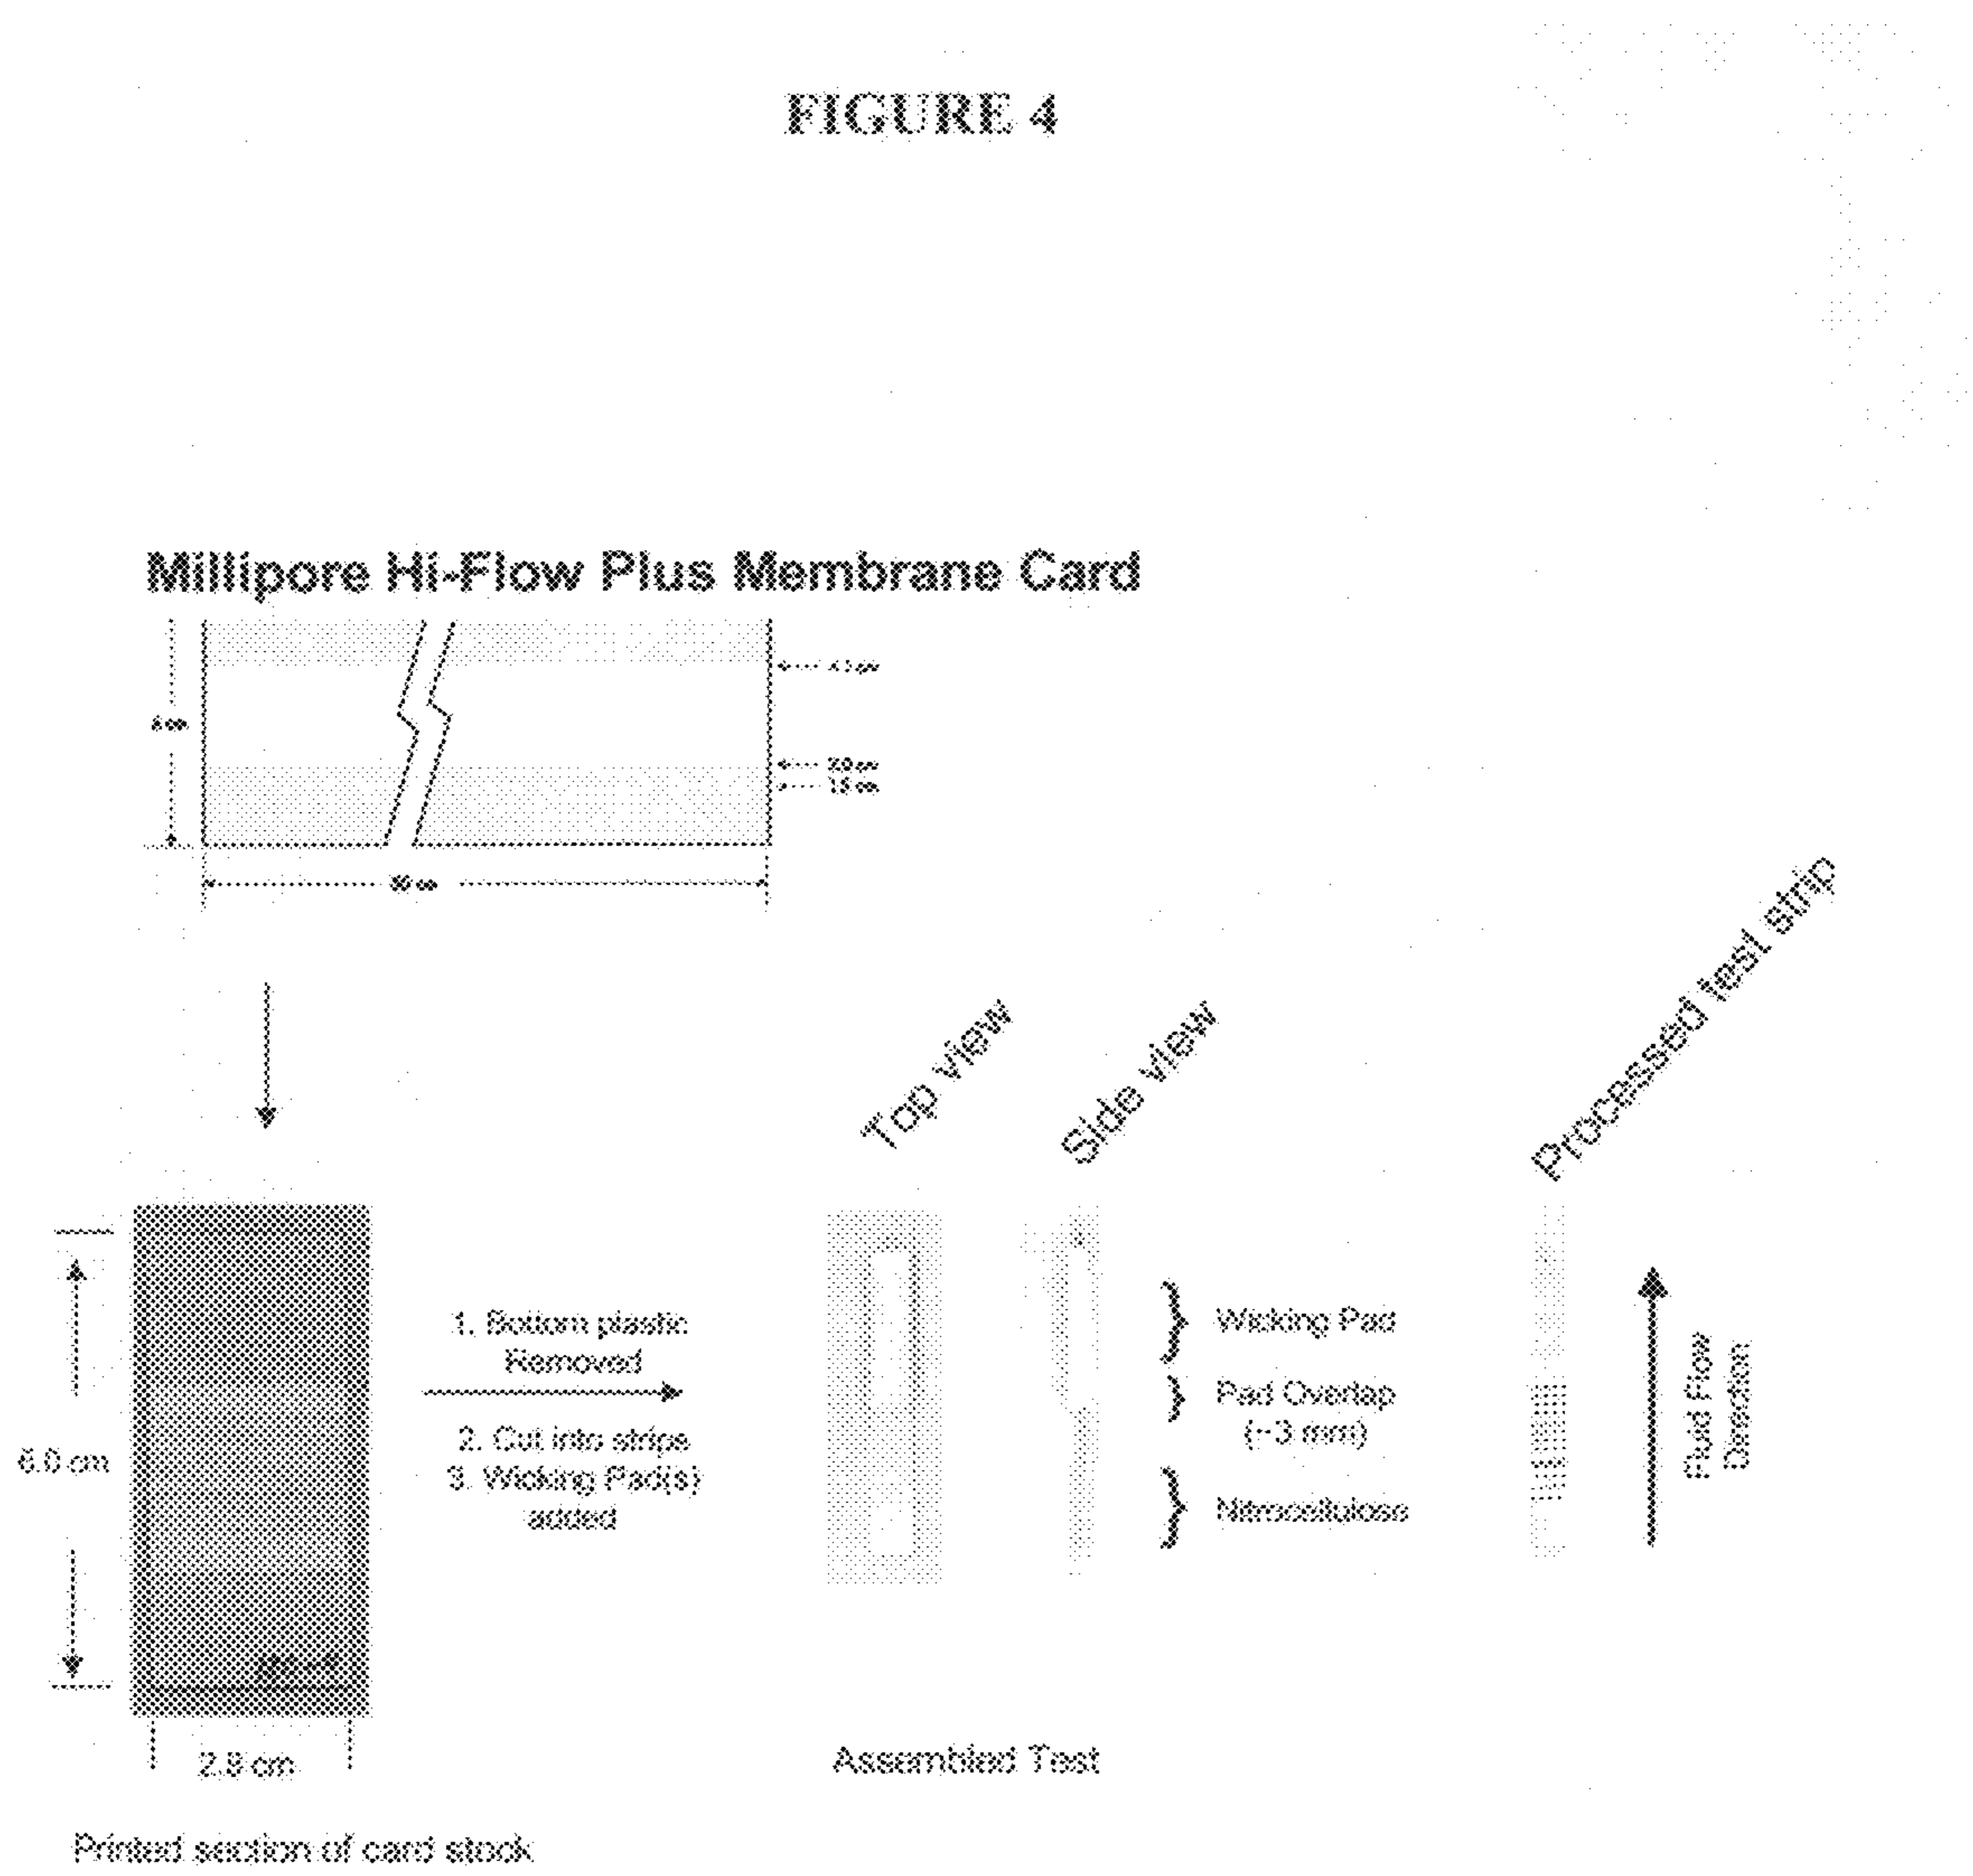 FIGURE 4
Millipore Hi-Flow Plus Membrane Card
Top view
Side view
Processed test strip
1. Bottom plastic
Removed
2. Cut into strips
3. Wicking Pad(s)
added
6.0 cm
Wicking Pad
Pad Overlap
(~3 mm)
Nitrocellulose
Fluid Flow
Direction
cm
Assembled Test
Printed section of card stock